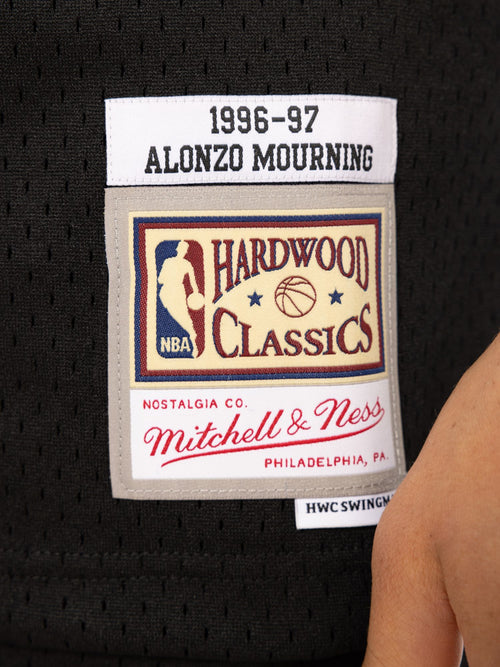 1996-97
ALONZO MOURNING
HARDWOOD
CLASSICS
NBA
NOSTALGIA CO.
Mitchell & Ness
PHILADELPHIA, PA.
HWC SWINGM